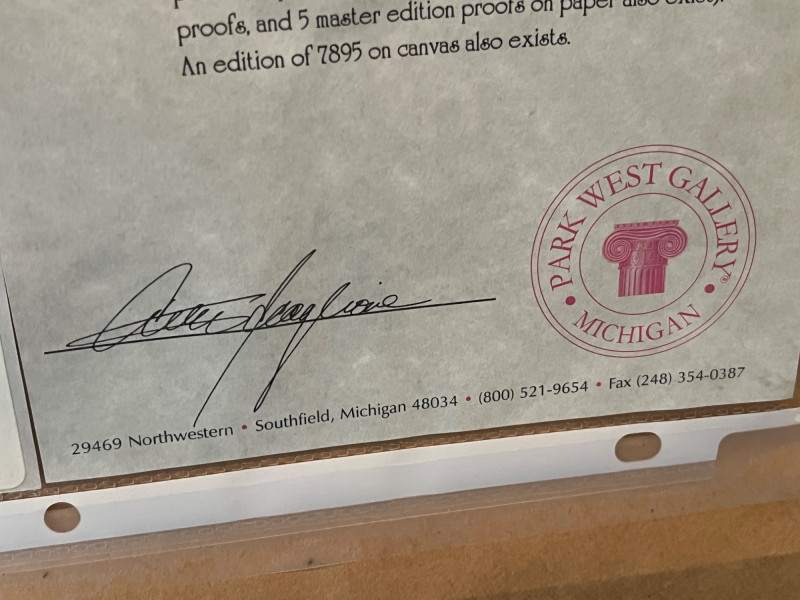 proofs, and 5 master edition proofs on paper also exist).
An edition of 7895 on canvas also exists.
PARK WEST GALLERY
MICHIGAN
29469 Northwestern • Southfield, Michigan 48034 • (800) 521-9654 • Fax (248) 354-0387